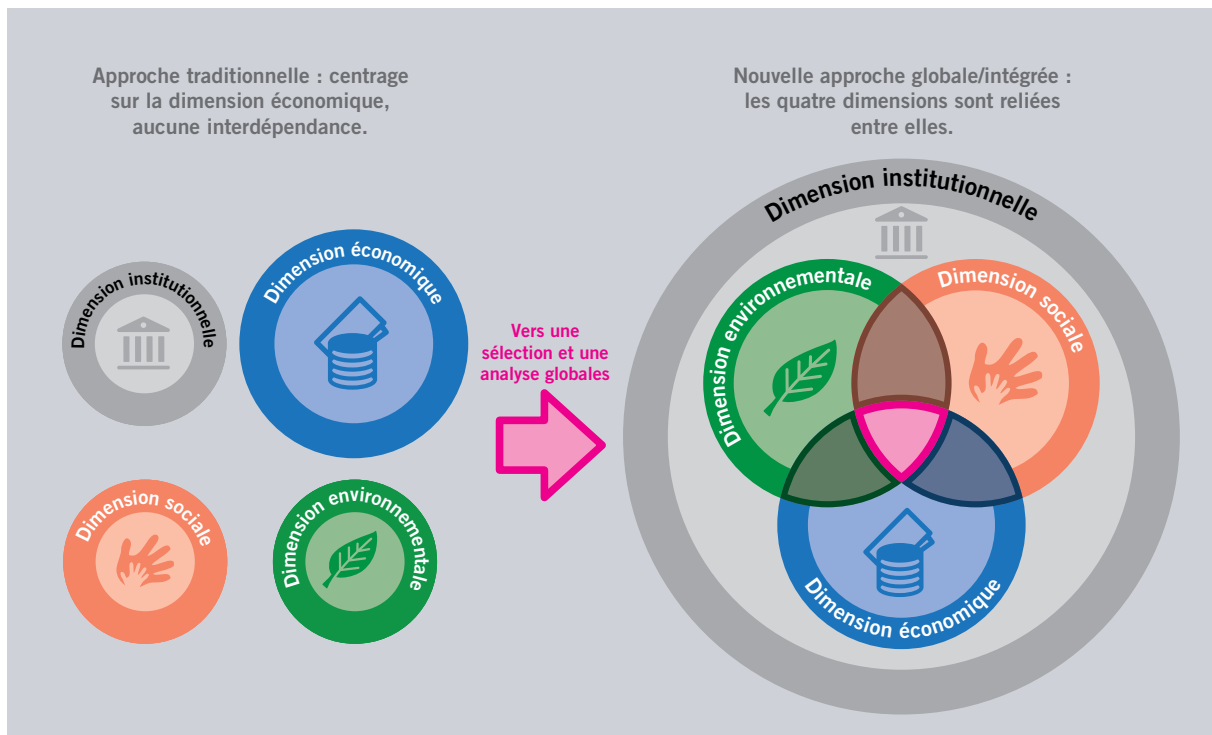 Approche traditionnelle : centrage
sur la dimension économique,
aucune interdépendance.
Dimension institutionnelle
Dimension économique
Dimension sociale
Dimension environnementale
Vers une
sélection et une
analyse globales
Nouvelle approche globale/intégrée :
les quatre dimensions sont reliées
entre elles.
Dimension institutionnelle
Dimension environnementale
Dimension sociale
Dimension économique